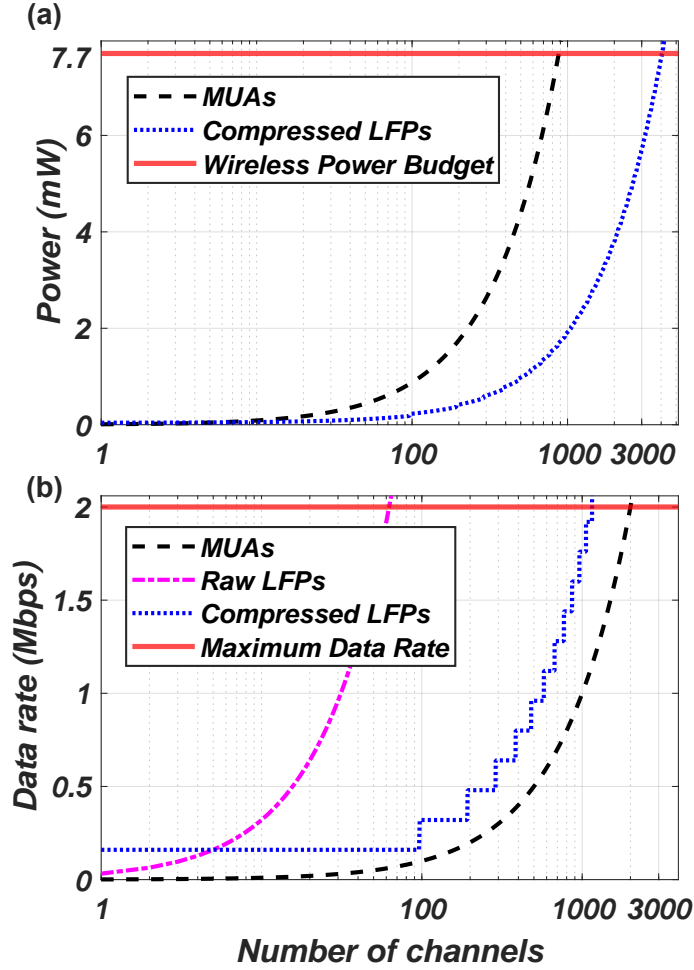 (a)
7.7
6
4
2
0
Power (mW)
MUAs
Compressed LFPs
Wireless Power Budget
1
100
1000
3000
(b)
2
1.5
1
0.5
0
Data rate (Mbps)
MUAs
Raw LFPs
Compressed LFPs
Maximum Data Rate
1
100
1000
3000
Number of channels